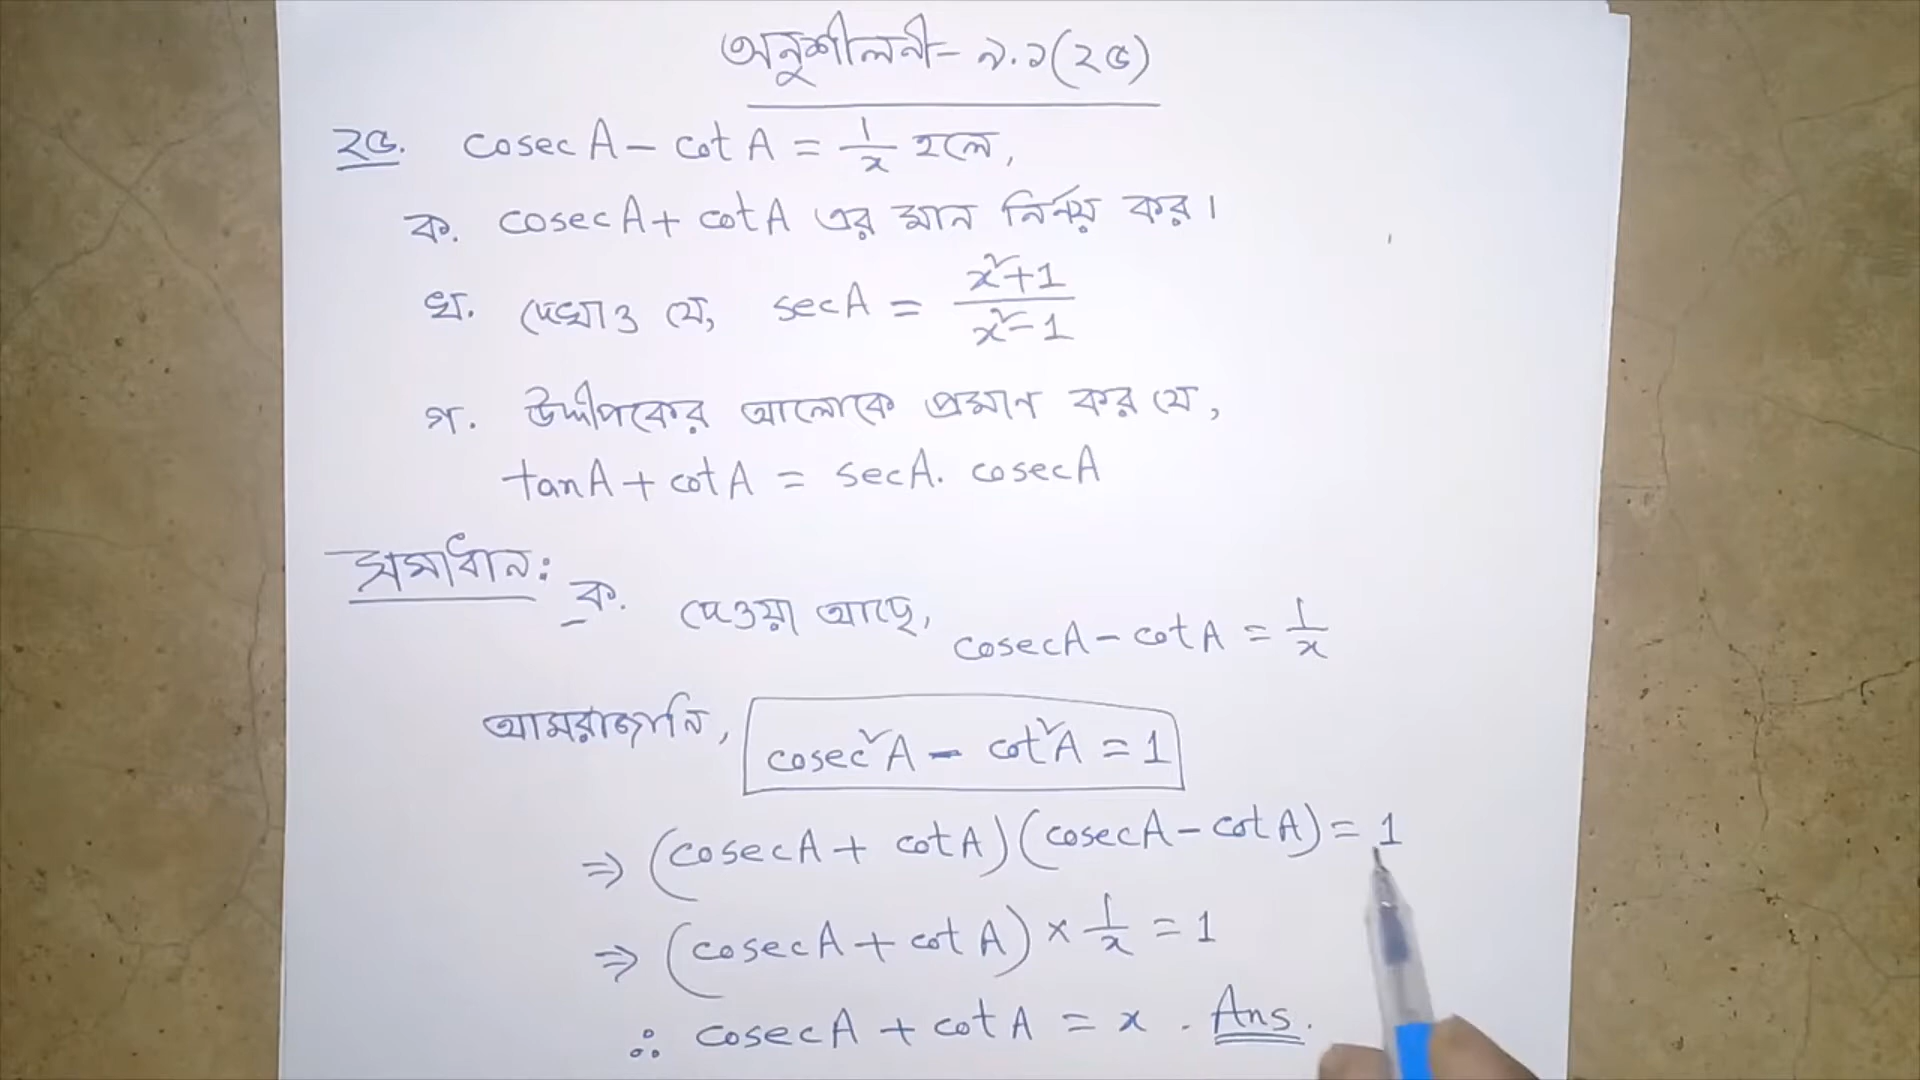 অনুশীলনী- ৯.১(২৫)
২৫. cosec A - cot A = 1/x হলে,
ক. cosec A + cot A এর মান নির্ণয় কর।
খ. দেখাও যে, sec A = (x²+1)/(x²-1)
গ. উদ্দীপকের আলোকে প্রমাণ কর যে,
tan A + cot A = sec A. cosec A
সমাধান:
ক. দেওয়া আছে, cosec A - cot A = 1/x
আমরা জানি, cosec²A - cot²A = 1
⇒ (cosec A + cot A)(cosec A - cot A) = 1
⇒ (cosec A + cot A) × 1/x = 1
∴ cosec A + cot A = x . Ans.